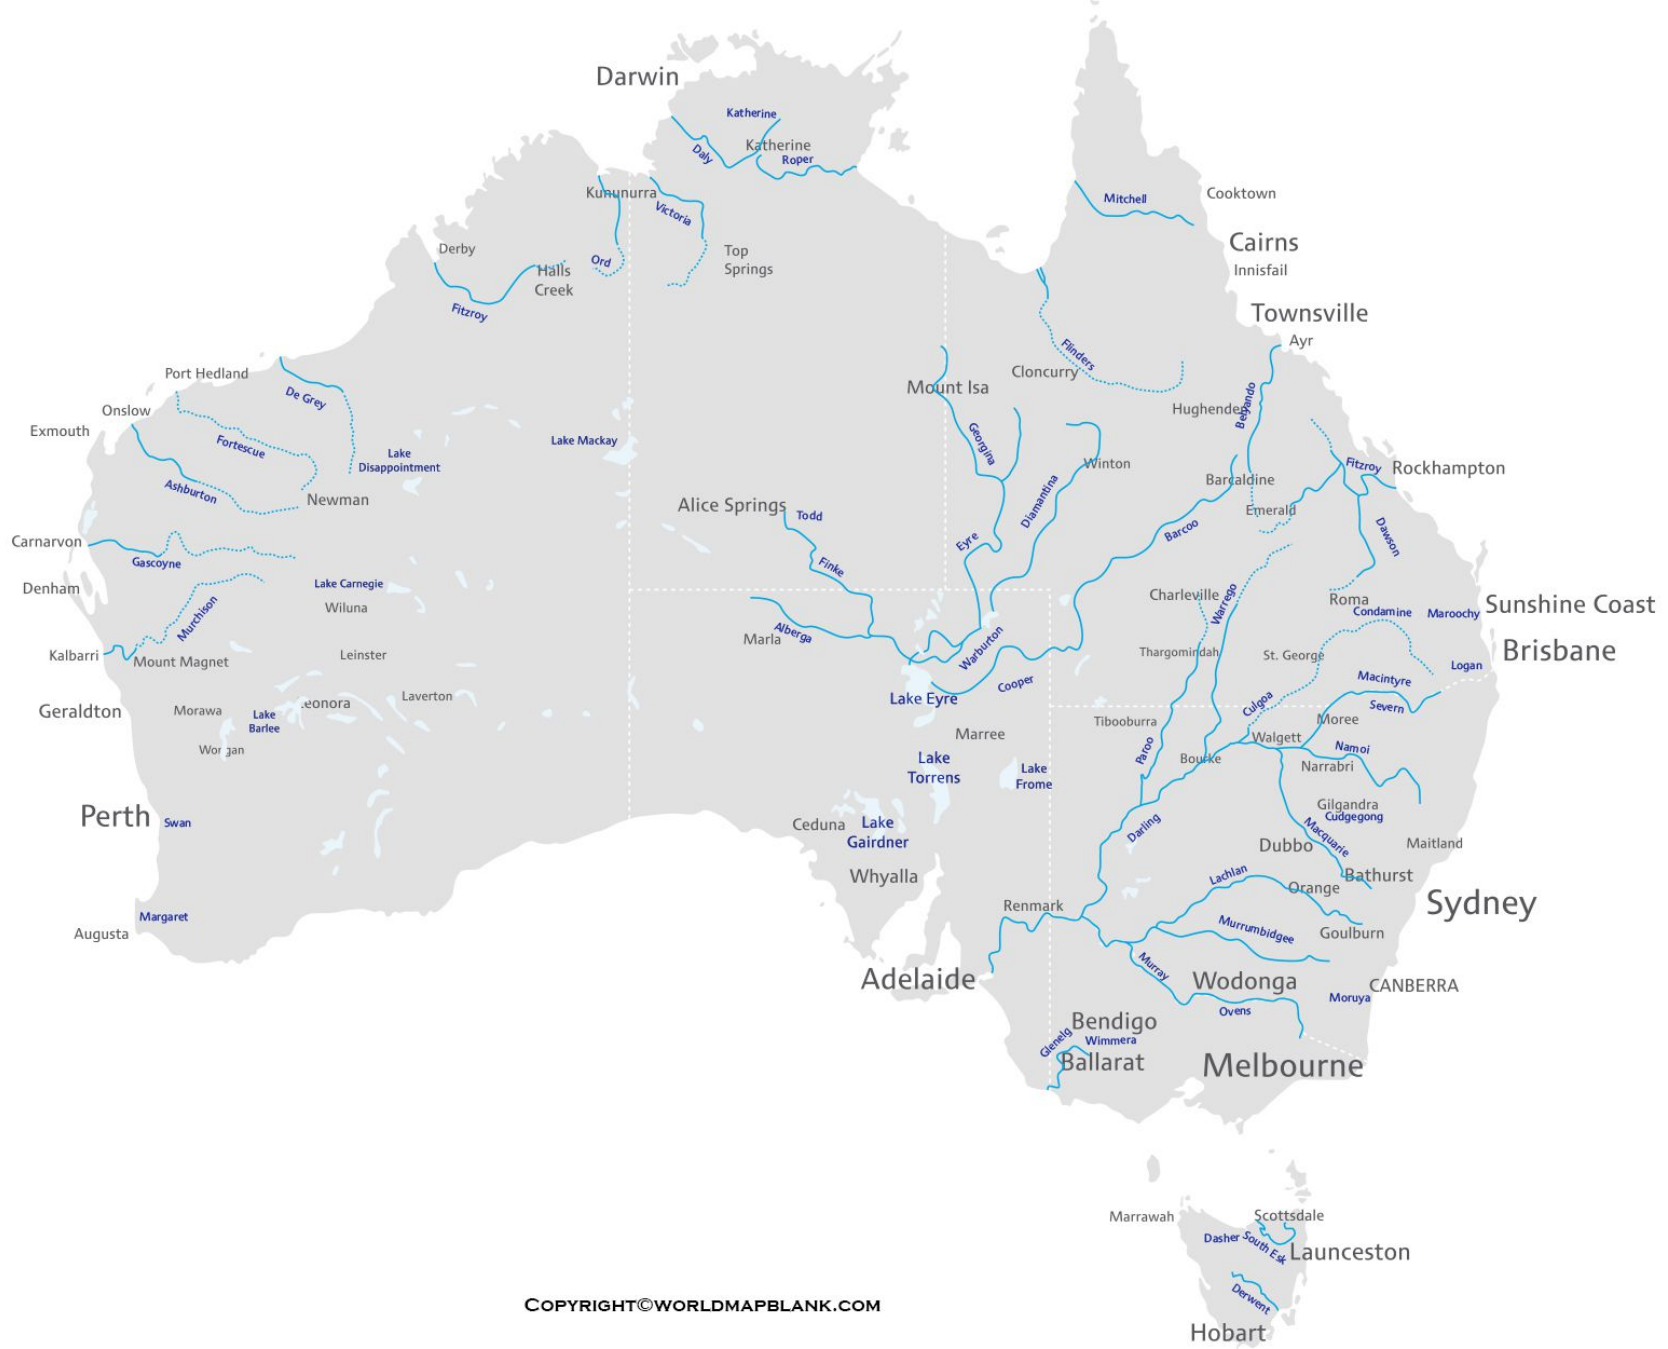 Darwin
Katherine
Katherine
Daly
Roper
Kununurra
Victoria
Mitchell
Cooktown
Cairns
Innisfail
Derby
Ord
Top
Springs
Halls
Creek
Fitzroy
Townsville
Ayr
Flinders
Cloncurry
Port Hedland
De Grey
Mount Isa
Hughenden
Belyando
Onslow
Exmouth
Fortescue
Lake
Disappointment
Lake Mackay
Georgina
Winton
Fitzroy
Rockhampton
Ashburton
Newman
Barcaldine
Diamantina
Alice Springs
Todd
Emerald
Carnarvon
Gascoyne
Eyre
Barcoo
Dawson
Finke
Denham
Lake Carnegie
Wiluna
Murchison
Charleville
Warrego
Roma
Condamine
Maroochy
Sunshine Coast
Marla
Alberga
Warburton
Kalbarri
Mount Magnet
Leinster
Thargomindah
St. George
Brisbane
Logan
Cooper
Macintyre
Severn
Geraldton
Morawa
Lake
Barlee
Leonora
Laverton
Lake Eyre
Culgoa
Tibooburra
Moree
Marree
Walgett
Wongan
Paroo
Bourke
Namoi
Narrabri
Lake
Torrens
Lake
Frome
Perth
Swan
Ceduna
Lake
Gairdner
Darling
Gilgandra
Cudgegong
Macquarie
Dubbo
Maitland
Whyalla
Lachlan
Orange
Bathurst
Sydney
Renmark
Margaret
Augusta
Murrumbidgee
Goulburn
Adelaide
Murray
Wodonga
CANBERRA
Moruya
Ovens
Bendigo
Glenelg
Wimmera
Ballarat
Melbourne
Marrawah
Scottsdale
Dasher
South Esk
Launceston
Derwent
Copyright©worldmapblank.com
Hobart